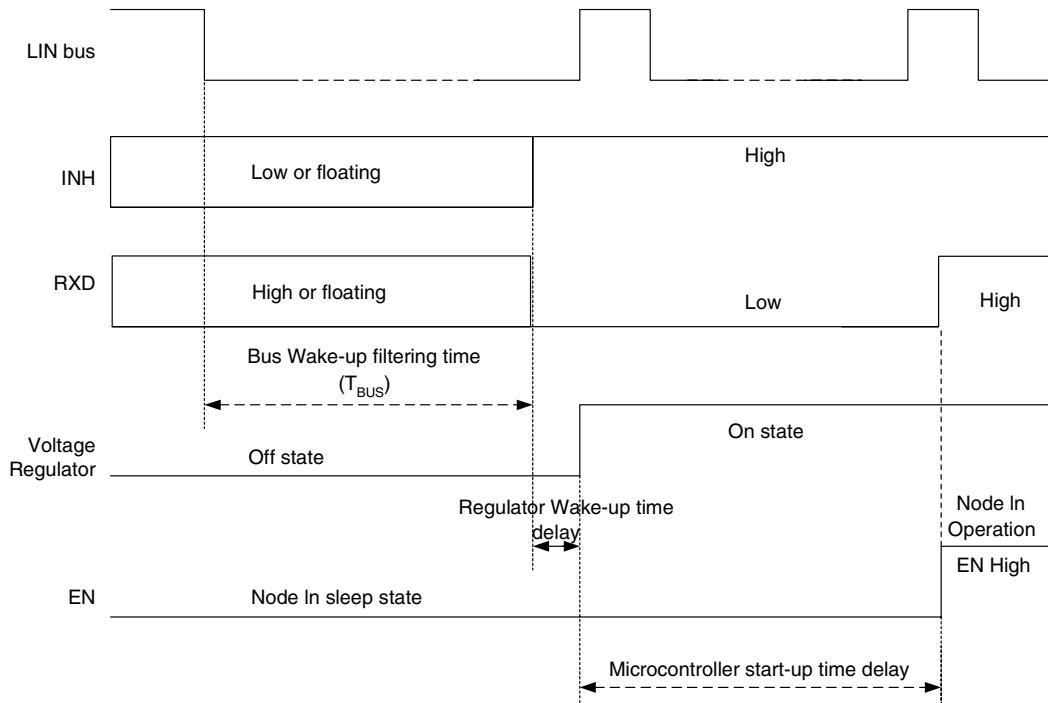 LIN bus
INH
Low or floating
High
RXD
High or floating
Low
High
Bus Wake-up filtering time
(TBUS)
Voltage
Regulator
Off state
On state
Regulator Wake-up time
delay
Node In
Operation
EN High
EN
Node In sleep state
Microcontroller start-up time delay